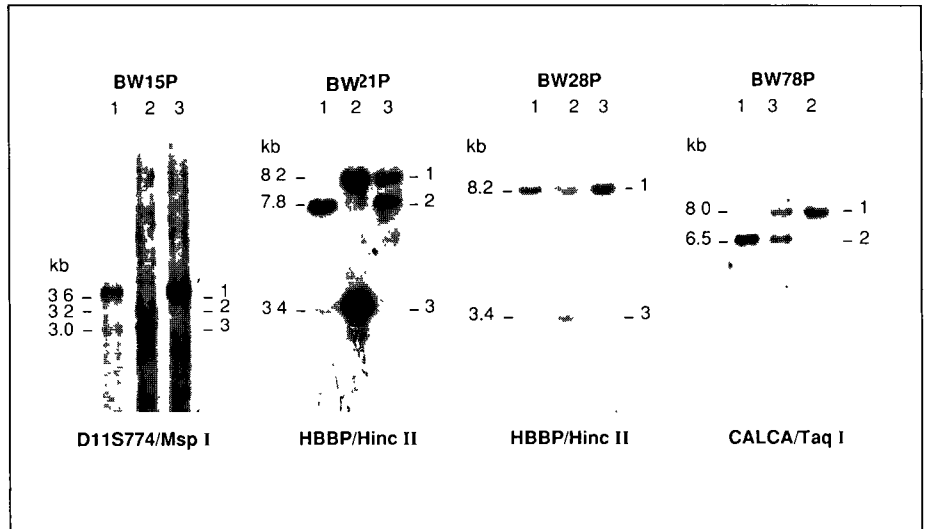 BW15P
1 2 3
kb
3 6
3 2
3.0
1
2
3
D11S774/Msp I
BW21P
1 2 3
kb
8 2
7.8
3 4
1
2
3
HBBP/Hinc II
BW28P
1 2 3
kb
8.2
3.4
1
3
HBBP/Hinc II
BW78P
1 3 2
kb
8 0
6.5
1
2
CALCA/Taq I